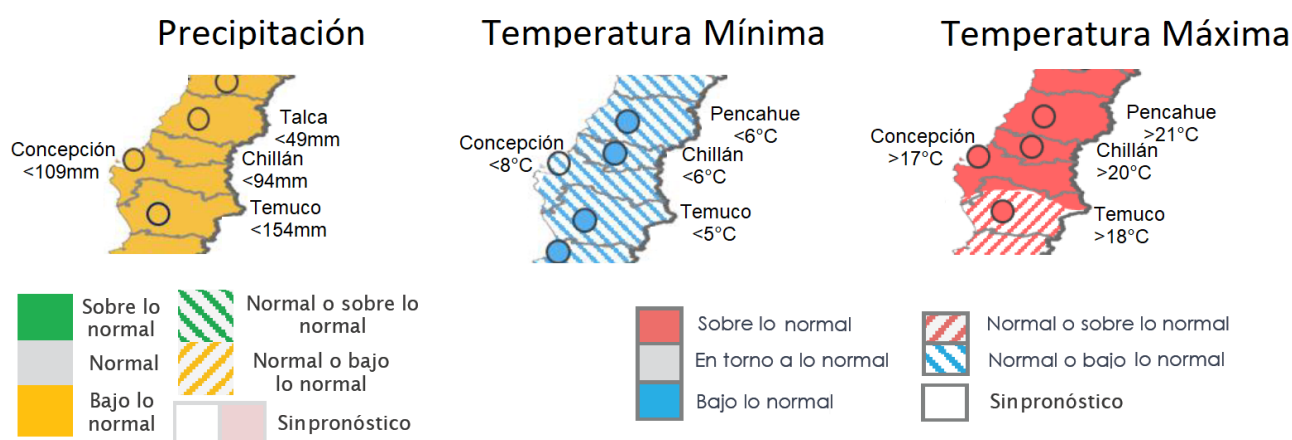 Precipitación
Temperatura Mínima
Temperatura Máxima
Talca
<49mm
Concepción
<109mm
Chillán
<94mm
Temuco
<154mm
Pencahue
<6°C
Concepción
<8°C
Chillán
<6°C
Temuco
<5°C
Pencahue
>21°C
Concepción
>17°C
Chillán
>20°C
Temuco
>18°C
Sobre lo
normal
Normal
Bajo lo
normal
Normal o sobre lo
normal
Normal o bajo
lo normal
Sin pronóstico
Sobre lo normal
En torno a lo normal
Bajo lo normal
Normal o sobre lo normal
Normal o bajo lo normal
Sin pronóstico